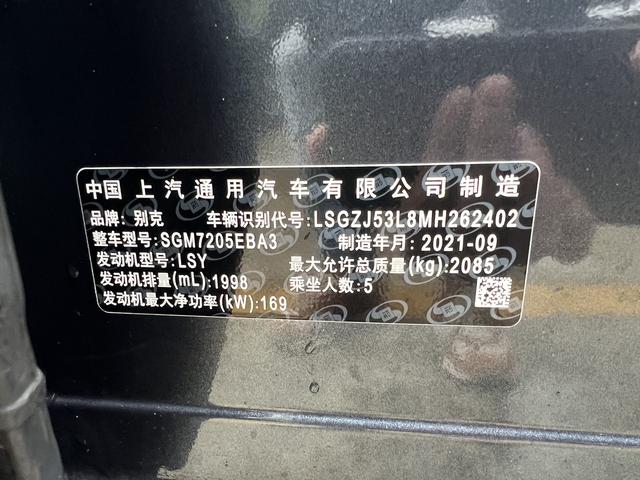 中国上汽通用汽车有限公司制造
品牌: 别克 车辆识别代号: LSGZJ53L8MH262402
整车型号: SGM7205EBA3 制造年月: 2021-09
发动机型号: LSY 最大允许总质量(kg): 2085
发动机排量(mL): 1998 乘坐人数: 5
发动机最大净功率(kW): 169